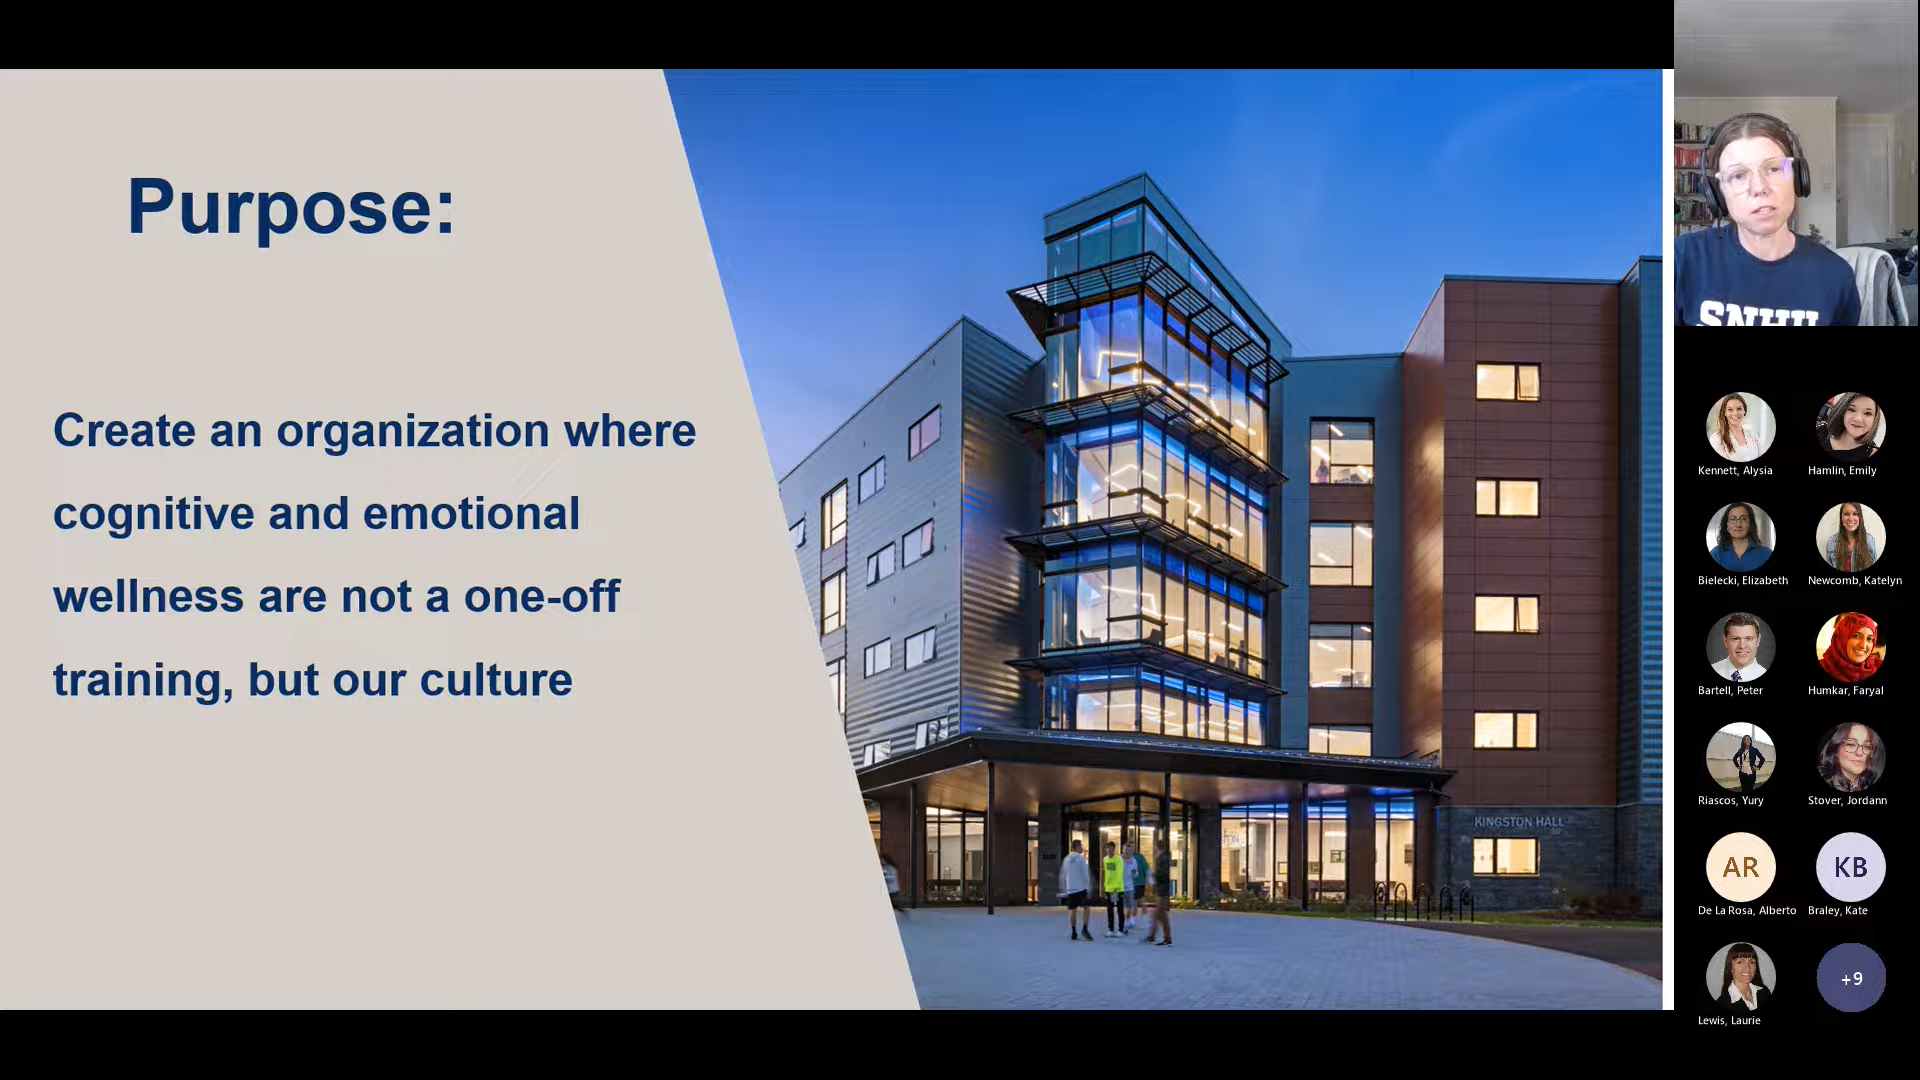 Purpose:
Create an organization where
cognitive and emotional
wellness are not a one-off
training, but our culture
KINGSTON HALL
SNHU
Kennett, Alysia
Hamlin, Emily
Bielecki, Elizabeth
Newcomb, Katelyn
Bartell, Peter
Humkar, Faryal
Riascos, Yury
Stover, Jordann
AR
KB
De La Rosa, Alberto
Braley, Kate
+9
Lewis, Laurie